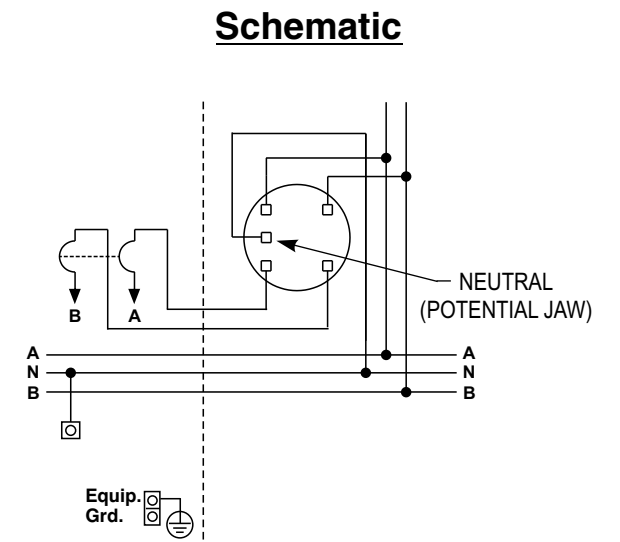 Schematic
NEUTRAL
(POTENTIAL JAW)
B A
A A
N N
B B
Equip.
Grd.